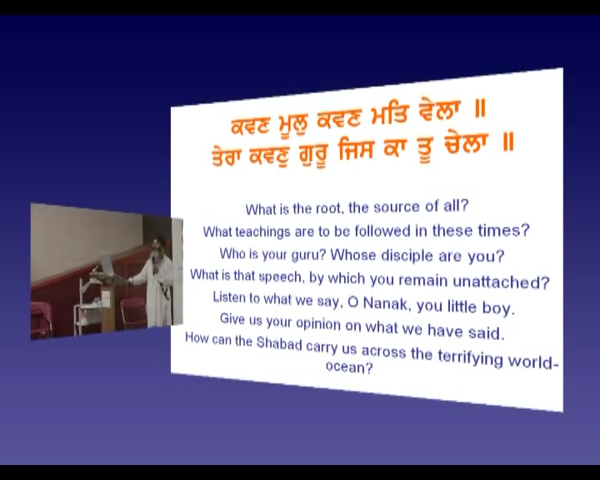 ਕਵਣ ਮੂਲੁ ਕਵਣ ਮਤਿ ਵੇਲਾ ॥
ਤੇਰਾ ਕਵਣੁ ਗੁਰੂ ਜਿਸ ਕਾ ਤੂ ਚੇਲਾ ॥
What is the root, the source of all?
What teachings are to be followed in these times?
Who is your guru? Whose disciple are you?
What is that speech, by which you remain unattached?
Listen to what we say, O Nanak, you little boy.
Give us your opinion on what we have said.
How can the Shabad carry us across the terrifying world-
ocean?